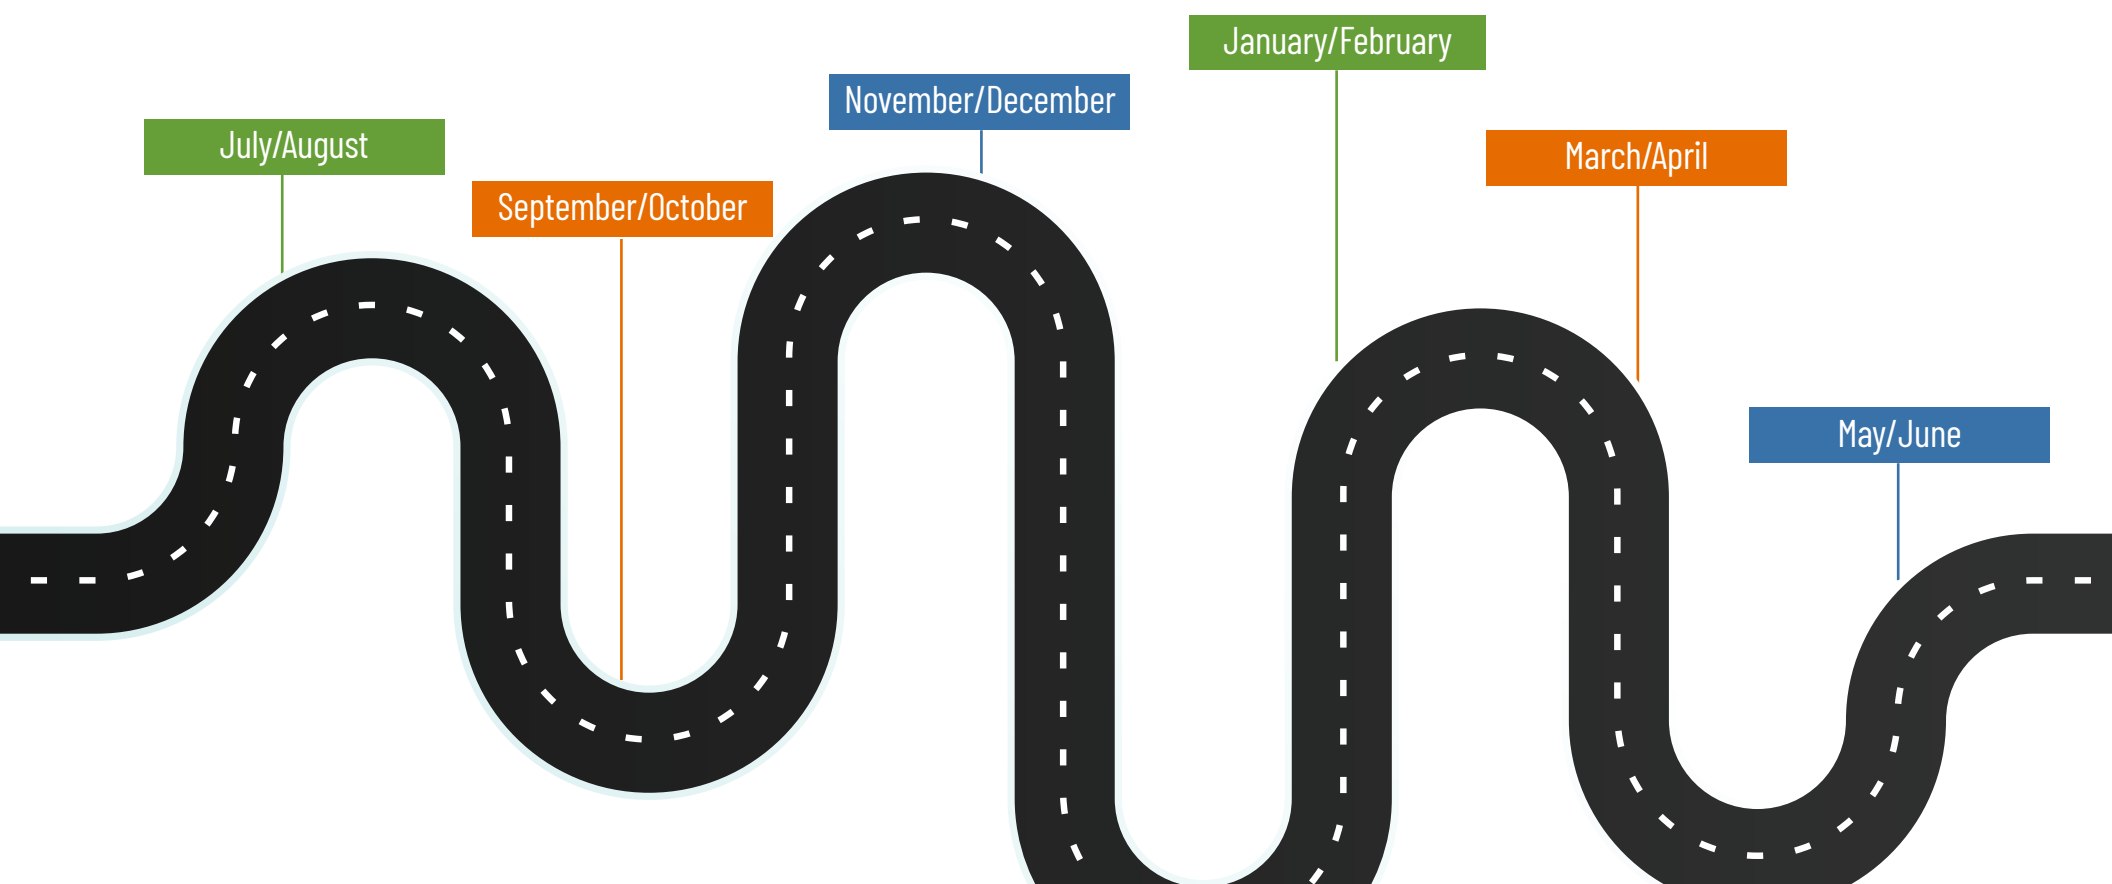 July/August
September/October
November/December
January/February
March/April
May/June